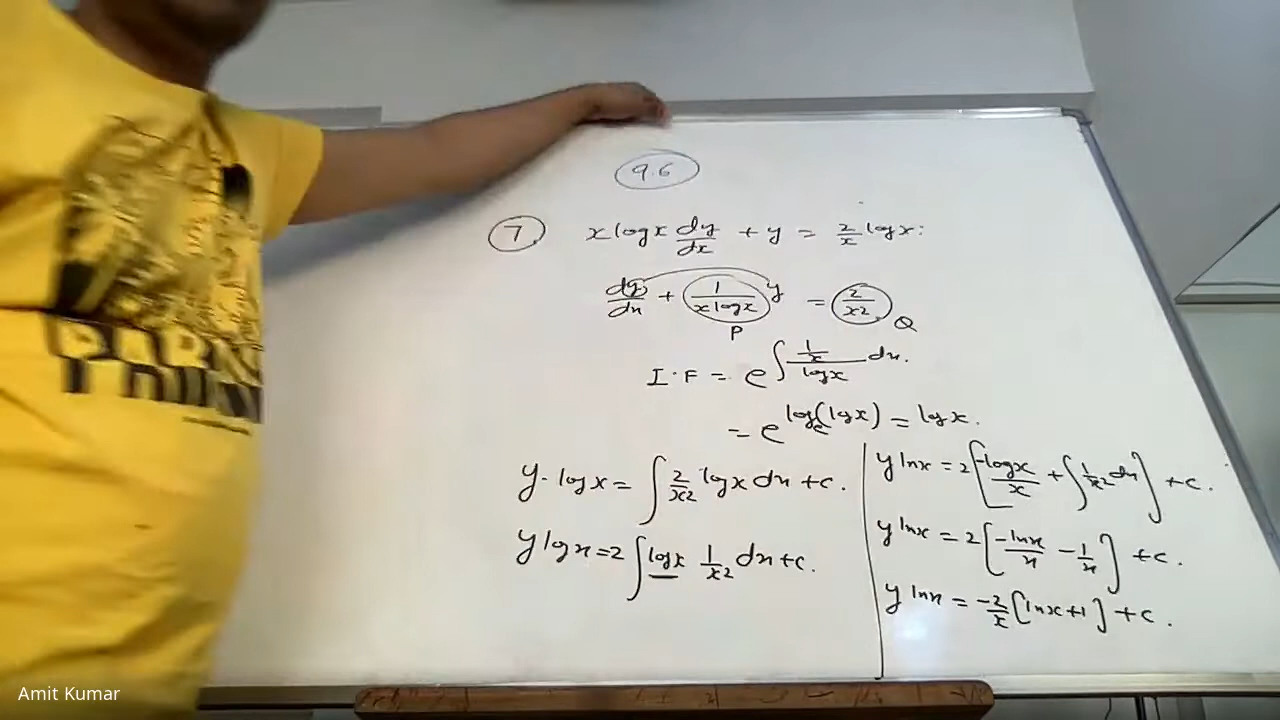 9.6
7 x log x dy/dx + y = 2/x log x :
dy/dx + 1/(x log x) y = 2/x²
P Q
I.F = e^∫ (1/x)/(log x) dx.
= e^log_e(log x) = log x.
y. log x = ∫ 2/x² log x dx + c.
y log x = 2 ∫ log x 1/x² dx + c.
y ln x = 2[-log x/x + ∫ 1/x² dx] + c.
y ln x = 2[-ln x/x - 1/x] + c.
y ln x = -2/x [ln x + 1] + c.
Amit Kumar